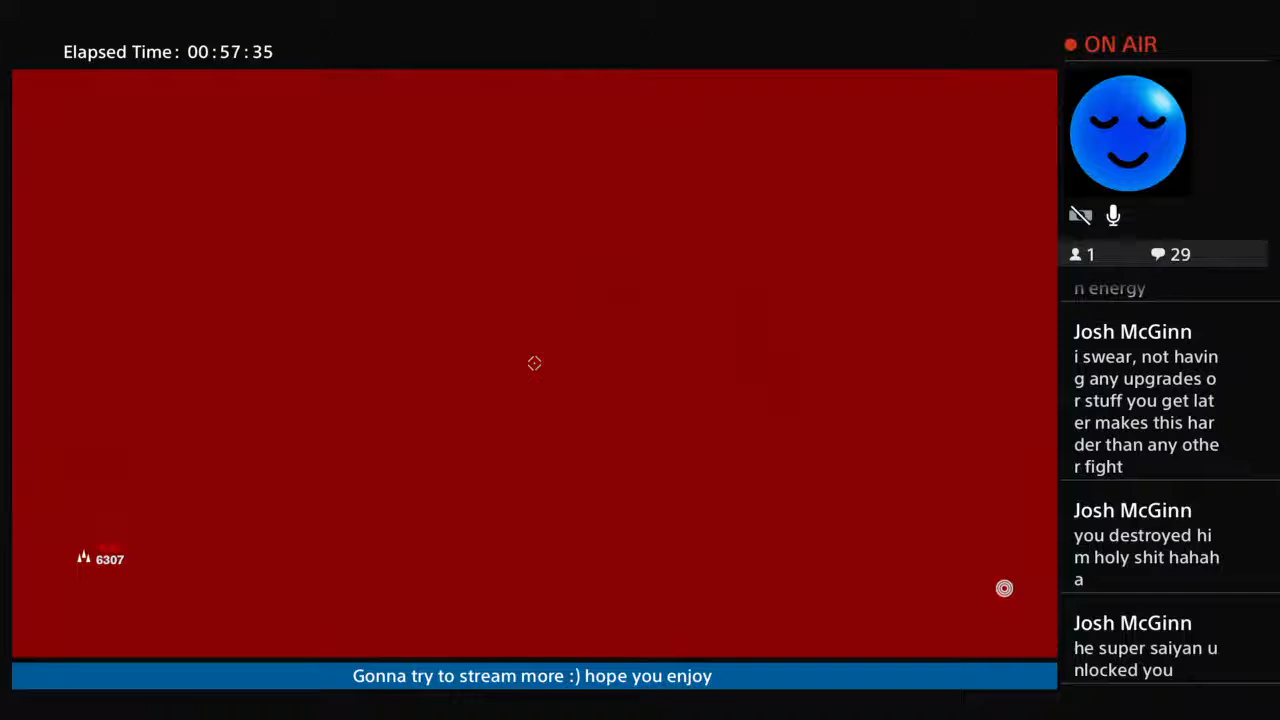 Elapsed Time: 00:57:35
ON AIR
1 29
n energy
Josh McGinn
i swear, not havin
g any upgrades o
r stuff you get lat
er makes this har
der than any othe
r fight
Josh McGinn
you destroyed hi
m holy shit hahah
a
Josh McGinn
he super saiyan u
nlocked you
6307
Gonna try to stream more :) hope you enjoy